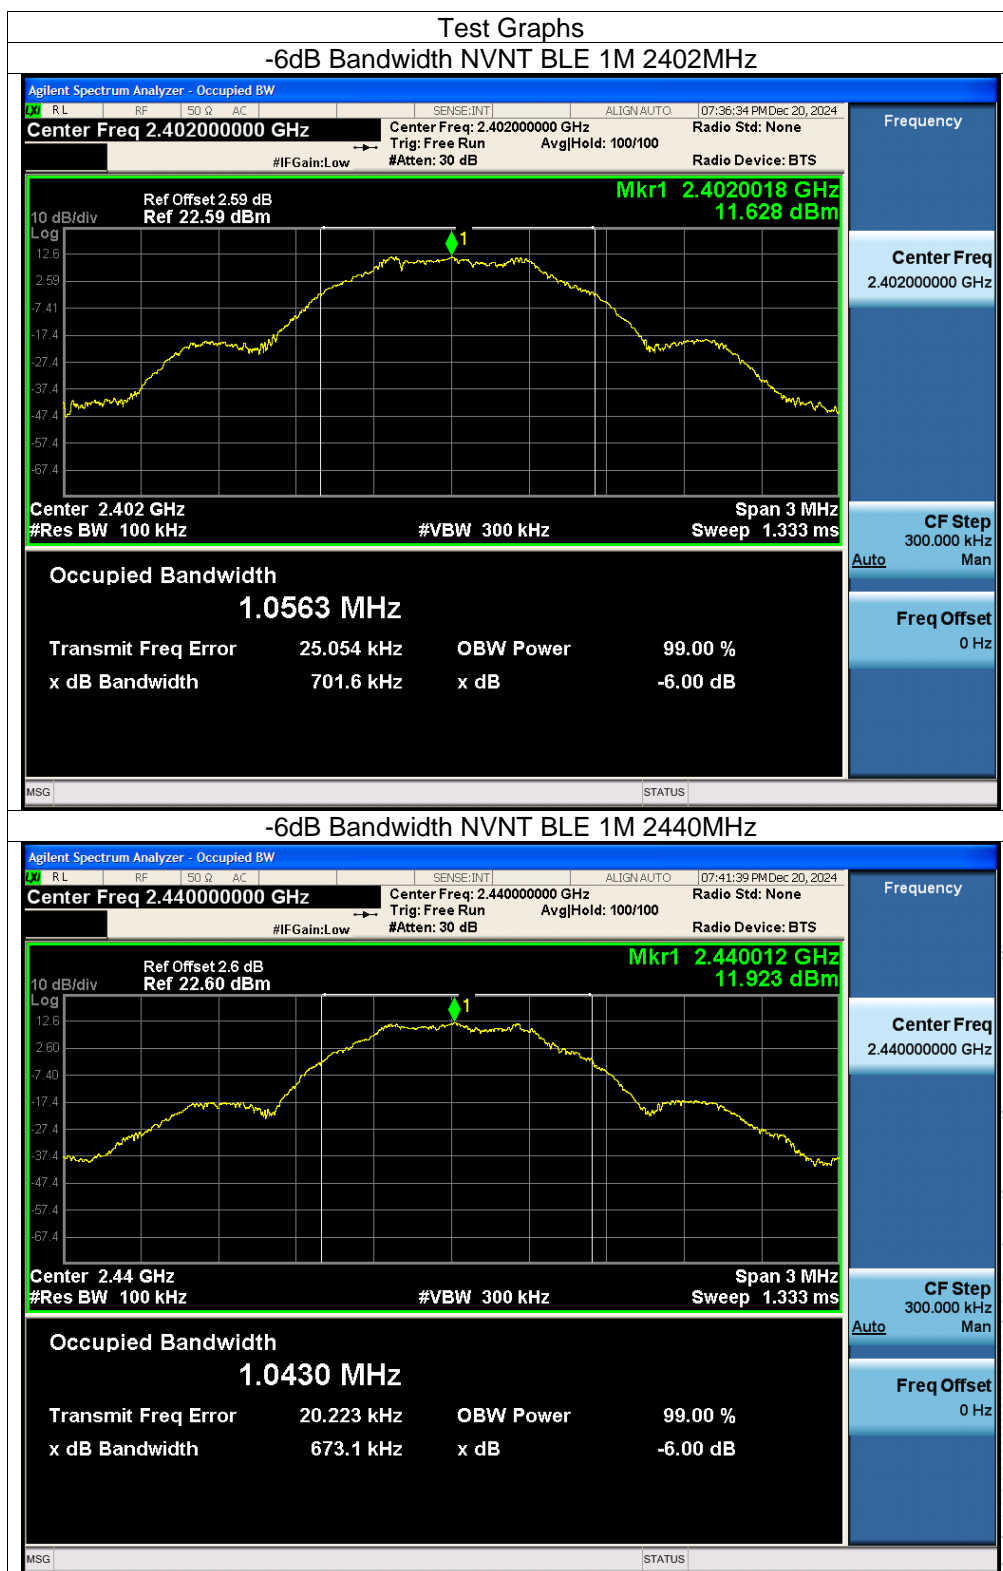 Test Graphs
-6dB Bandwidth NVNT BLE 1M 2402MHz
Agilent Spectrum Analyzer - Occupied BW
LXI RL RF 50 Ω AC SENSE:INT ALIGN AUTO 07:36:34 PM Dec 20, 2024
Center Freq 2.402000000 GHz Center Freq: 2.402000000 GHz Radio Std: None
Trig: Free Run Avg|Hold: 100/100
#IFGain:Low #Atten: 30 dB Radio Device: BTS
Frequency
Mkr1 2.4020018 GHz
11.628 dBm
Ref Offset 2.59 dB
10 dB/div Ref 22.59 dBm
Log
1
12.6
2.59
-7.41
-17.4
-27.4
-37.4
-47.4
-57.4
-67.4
Center Freq
2.402000000 GHz
Center 2.402 GHz Span 3 MHz
#Res BW 100 kHz #VBW 300 kHz Sweep 1.333 ms
CF Step
300.000 kHz
Auto Man
Occupied Bandwidth
1.0563 MHz
Freq Offset
0 Hz
Transmit Freq Error 25.054 kHz OBW Power 99.00 %
x dB Bandwidth 701.6 kHz x dB -6.00 dB
MSG STATUS
-6dB Bandwidth NVNT BLE 1M 2440MHz
Agilent Spectrum Analyzer - Occupied BW
LXI RL RF 50 Ω AC SENSE:INT ALIGN AUTO 07:41:39 PM Dec 20, 2024
Center Freq 2.440000000 GHz Center Freq: 2.440000000 GHz Radio Std: None
Trig: Free Run Avg|Hold: 100/100
#IFGain:Low #Atten: 30 dB Radio Device: BTS
Frequency
Mkr1 2.440012 GHz
11.923 dBm
Ref Offset 2.6 dB
10 dB/div Ref 22.60 dBm
Log
1
12.6
2.60
-7.40
-17.4
-27.4
-37.4
-47.4
-57.4
-67.4
Center Freq
2.440000000 GHz
Center 2.44 GHz Span 3 MHz
#Res BW 100 kHz #VBW 300 kHz Sweep 1.333 ms
CF Step
300.000 kHz
Auto Man
Occupied Bandwidth
1.0430 MHz
Freq Offset
0 Hz
Transmit Freq Error 20.223 kHz OBW Power 99.00 %
x dB Bandwidth 673.1 kHz x dB -6.00 dB
MSG STATUS